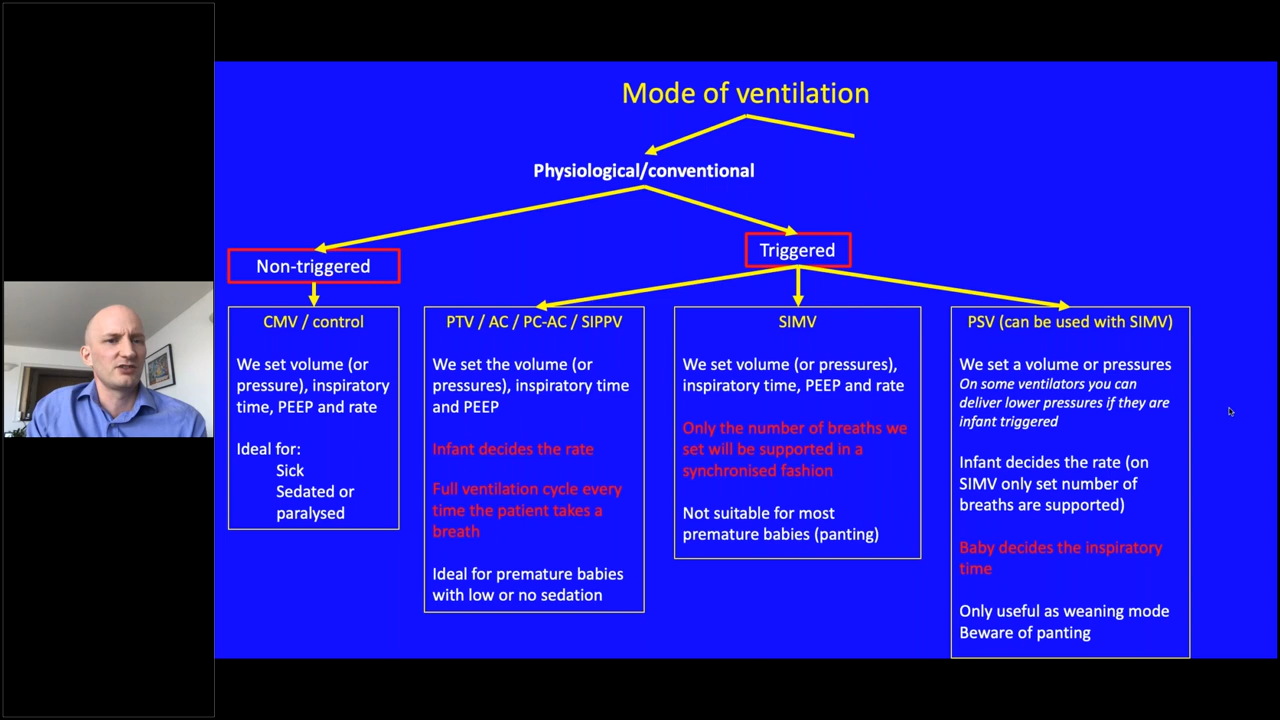 Mode of ventilation
Physiological/conventional
Non-triggered
Triggered
CMV / control
We set volume (or
pressure), inspiratory
time, PEEP and rate
Ideal for:
Sick
Sedated or
paralysed
PTV / AC / PC-AC / SIPPV
We set the volume (or
pressures), inspiratory time
and PEEP
Infant decides the rate
Full ventilation cycle every
time the patient takes a
breath
Ideal for premature babies
with low or no sedation
SIMV
We set volume (or pressures),
inspiratory time, PEEP and rate
Only the number of breaths we
set will be supported in a
synchronised fashion
Not suitable for most
premature babies (panting)
PSV (can be used with SIMV)
We set a volume or pressures
On some ventilators you can
deliver lower pressures if they are
infant triggered
Infant decides the rate (on
SIMV only set number of
breaths are supported)
Baby decides the inspiratory
time
Only useful as weaning mode
Beware of panting